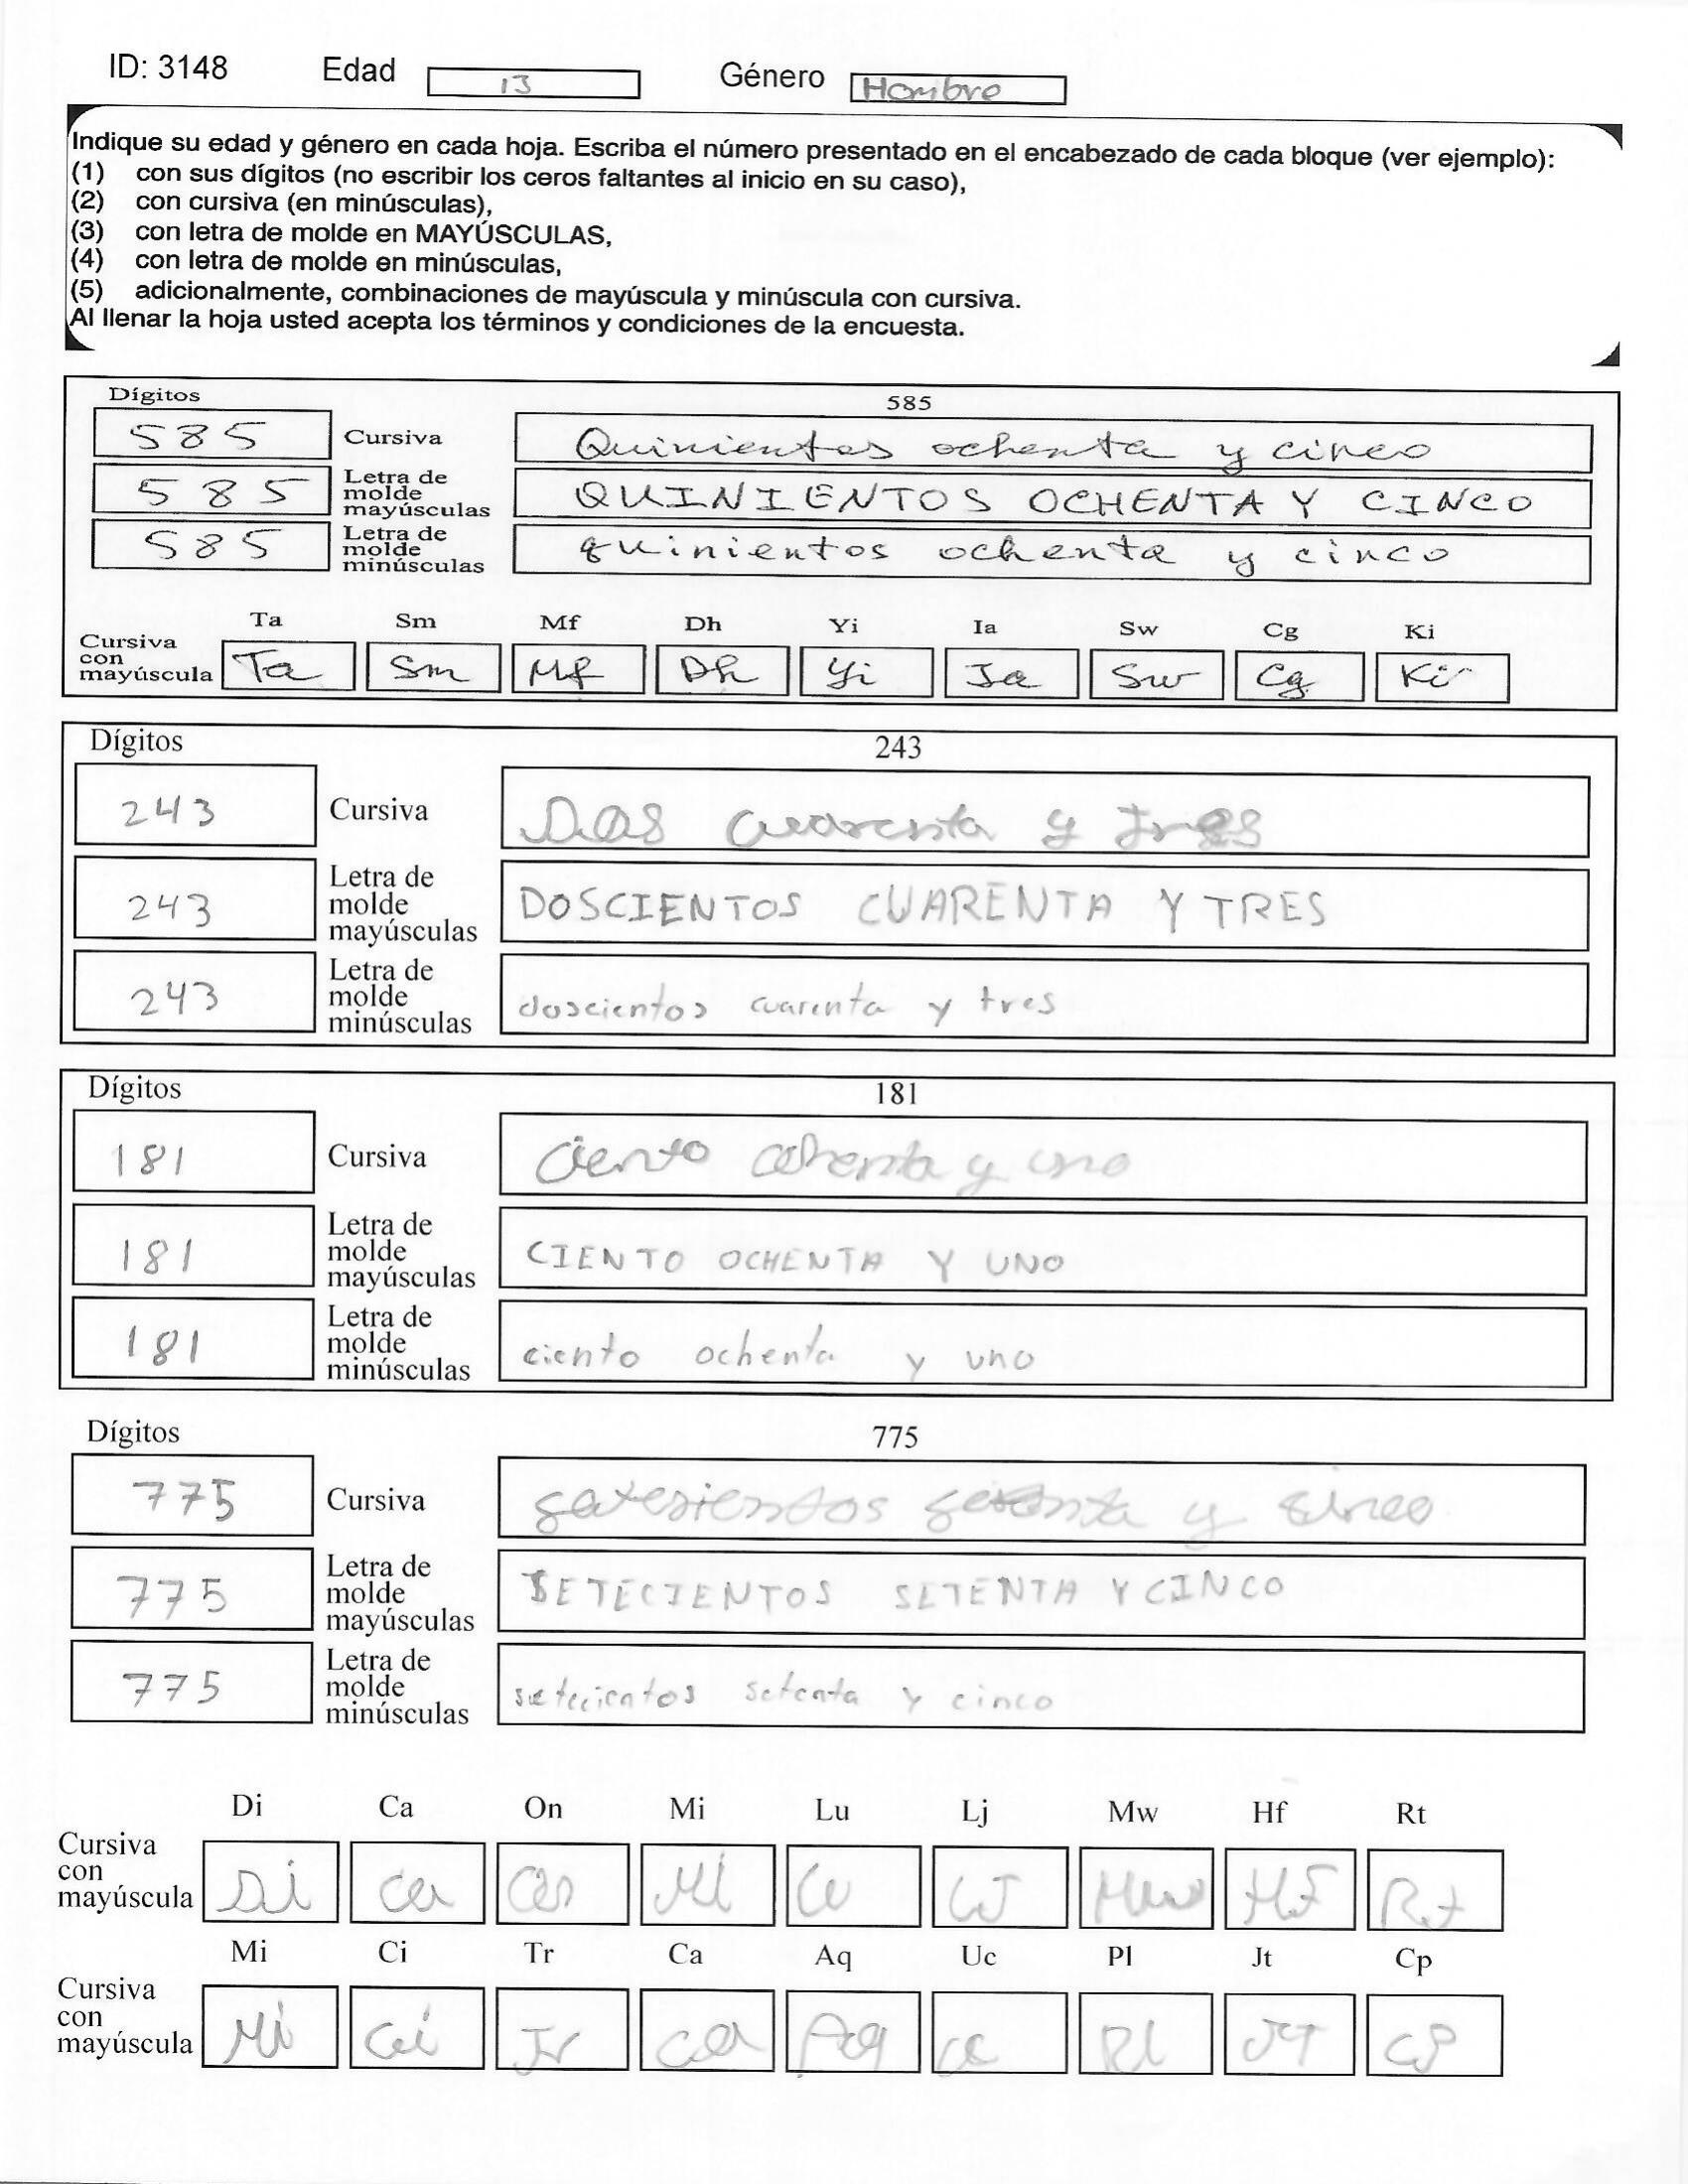 ID: 3148 Edad 13 Género Hombre
Indique su edad y género en cada hoja. Escriba el número presentado en el encabezado de cada bloque (ver ejemplo):
(1) con sus dígitos (no escribir los ceros faltantes al inicio en su caso),
(2) con cursiva (en minúsculas),
(3) con letra de molde en MAYÚSCULAS,
(4) con letra de molde en minúsculas,
(5) adicionalmente, combinaciones de mayúscula y minúscula con cursiva.
Al llenar la hoja usted acepta los términos y condiciones de la encuesta.
Dígitos 585
585 Cursiva Quinientos ochenta y cinco
585 Letra de molde mayúsculas QUINIENTOS OCHENTA Y CINCO
585 Letra de molde minúsculas quinientos ochenta y cinco
Ta Sm Mf Dh Yi Ia Sw Cg Ki
Cursiva con mayúscula Ta Sm Mf Dh Yi Ia Sw Cg Ki
Dígitos 243
243 Cursiva Dos cuarenta y tres
243 Letra de molde mayúsculas DOSCIENTOS CUARENTA Y TRES
243 Letra de molde minúsculas doscientos cuarenta y tres
Dígitos 181
181 Cursiva Ciento ochenta y uno
181 Letra de molde mayúsculas CIENTO OCHENTA Y UNO
181 Letra de molde minúsculas ciento ochenta y uno
Dígitos 775
775 Cursiva y cinco
775 Letra de molde mayúsculas SETECIENTOS SETENTA Y CINCO
775 Letra de molde minúsculas setecientos setenta y cinco
Di Ca On Mi Lu Lj Mw Hf Rt
Cursiva con mayúscula Di Ca On Mi Lu Lj Mw Hf Rt
Mi Ci Tr Ca Aq Uc Pl Jt Cp
Cursiva con mayúscula Mi Ci Tr Ca Aq Uc Pl JT Cp